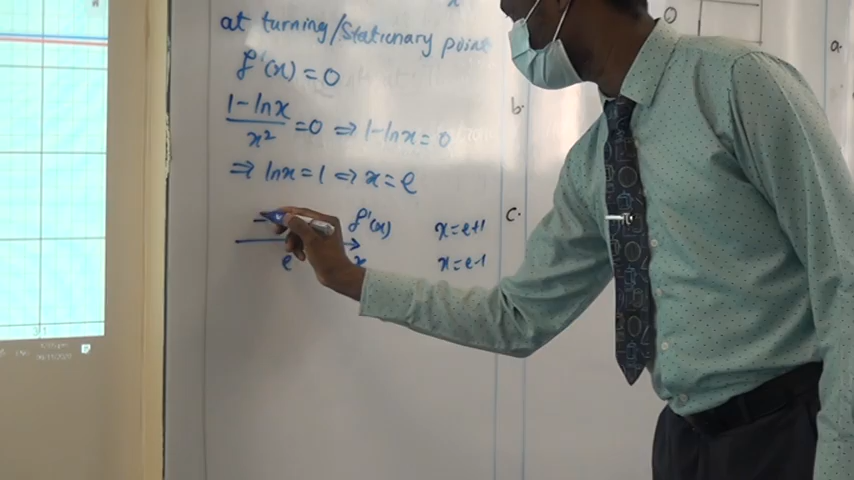 at turning/Stationary point
f'(x) = 0
(1-lnx)/x² = 0 ⇒ 1-lnx = 0
⇒ lnx = 1 ⇒ x = e
- f'(x) x = e+1
e x x = e-1
b.
c.
a.